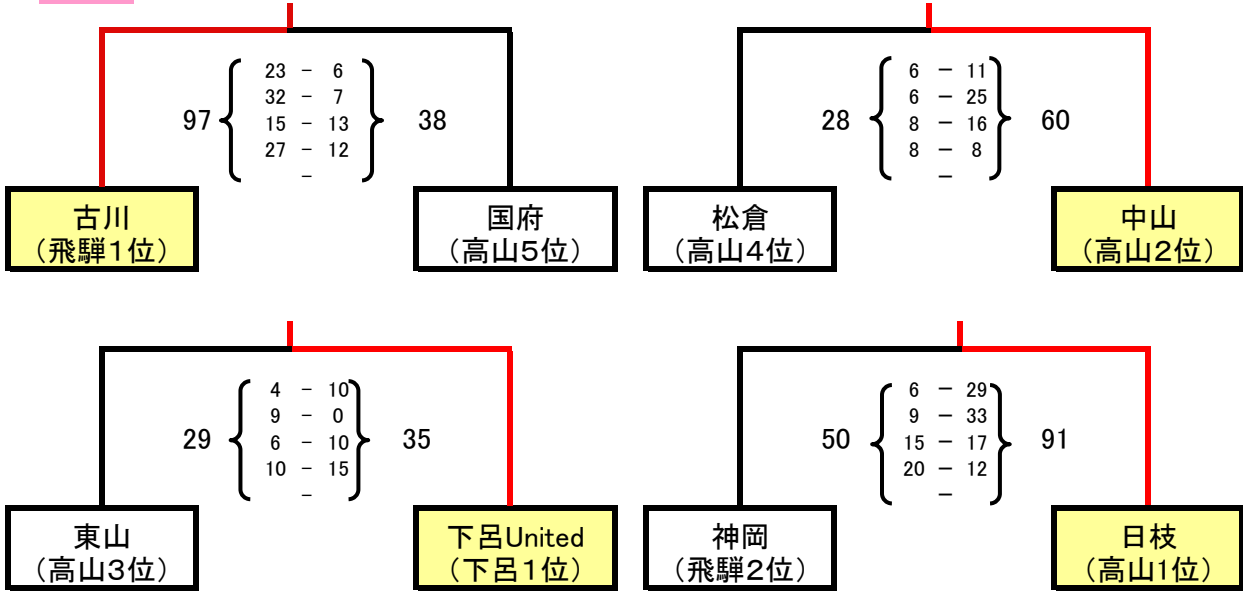 23 - 6
32 - 7
97 15 - 13 38
27 - 12
-
古川
(飛騨1位)
国府
(高山5位)
6 - 11
6 - 25
28 8 - 16 60
8 - 8
-
松倉
(高山4位)
中山
(高山2位)
4 - 10
9 - 0
29 6 - 10 35
10 - 15
-
東山
(高山3位)
下呂United
(下呂1位)
6 - 29
9 - 33
50 15 - 17 91
20 - 12
-
神岡
(飛騨2位)
日枝
(高山1位)